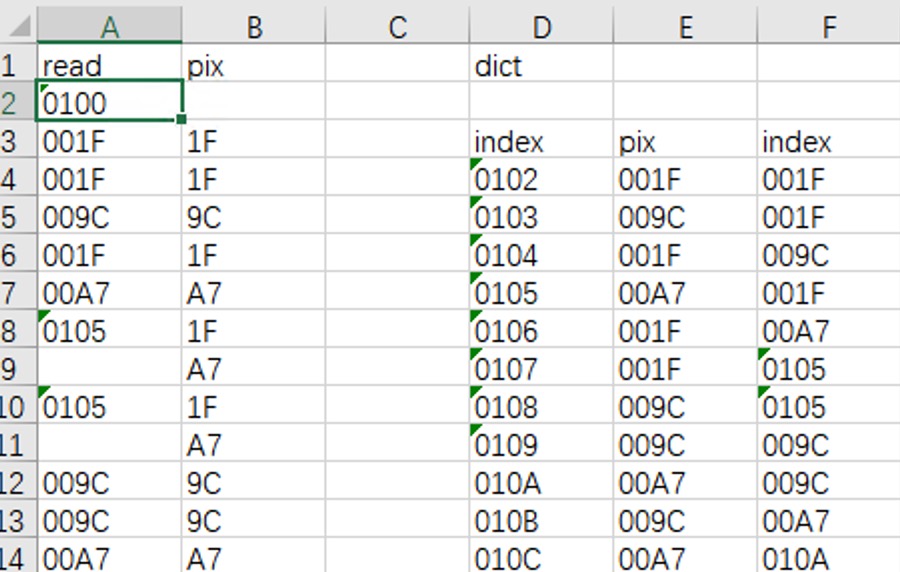 A B C D E F
1 read pix dict
2 0100
3 001F 1F index pix index
4 001F 1F 0102 001F 001F
5 009C 9C 0103 009C 001F
6 001F 1F 0104 001F 009C
7 00A7 A7 0105 00A7 001F
8 0105 1F 0106 001F 00A7
9 A7 0107 001F 0105
10 0105 1F 0108 009C 0105
11 A7 0109 009C 009C
12 009C 9C 010A 00A7 009C
13 009C 9C 010B 009C 00A7
14 00A7 A7 010C 00A7 010A